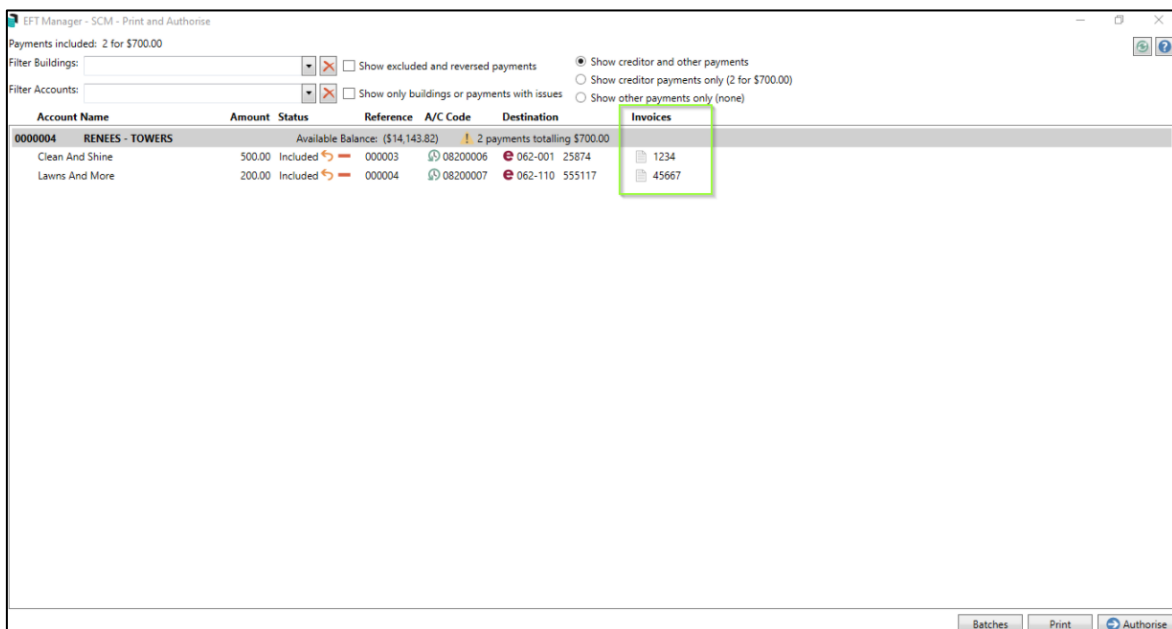 EFT Manager - SCM - Print and Authorise
Payments included: 2 for $700.00
Filter Buildings: Show excluded and reversed payments Show creditor and other payments
Show creditor payments only (2 for $700.00)
Filter Accounts: Show only buildings or payments with issues Show other payments only (none)
Account Name Amount Status Reference A/C Code Destination Invoices
0000004 RENEES - TOWERS Available Balance: ($14,143.82) ! 2 payments totalling $700.00
Clean And Shine 500.00 Included 000003 08200006 e 062-001 25874 1234
Lawns And More 200.00 Included 000004 08200007 e 062-110 555117 45667
Batches Print Authorise